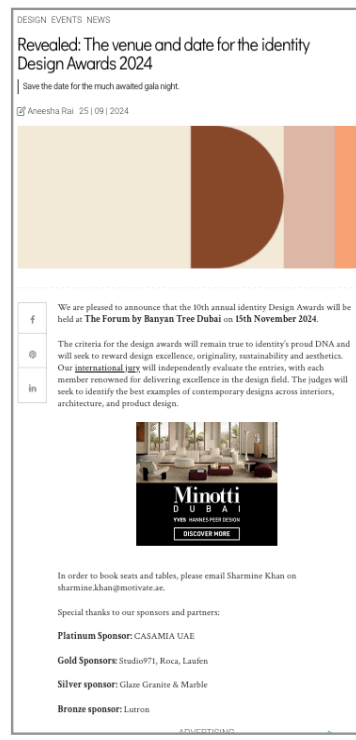 DESIGN EVENTS NEWS
Revealed: The venue and date for the identity
Design Awards 2024
Save the date for the much awaited gala night.
Aneesha Rai 25 | 09 | 2024
We are pleased to announce that the 10th annual identity Design Awards will be
held at The Forum by Banyan Tree Dubai on 15th November 2024.
The criteria for the design awards will remain true to identity's proud DNA and
will seek to reward design excellence, originality, sustainability and aesthetics.
Our international jury will independently evaluate the entries, with each
member renowned for delivering excellence in the design field. The judges will
seek to identify the best examples of contemporary designs across interiors,
architecture, and product design.
Minotti
DUBAI
YVES HANNES PEER DESIGN
DISCOVER MORE
In order to book seats and tables, please email Sharmine Khan on
sharmine.khan@motivate.ae.
Special thanks to our sponsors and partners:
Platinum Sponsor: CASAMIA UAE
Gold Sponsors: Studio971, Roca, Laufen
Silver sponsor: Glaze Granite & Marble
Bronze sponsor: Lutron
ADVERTISING